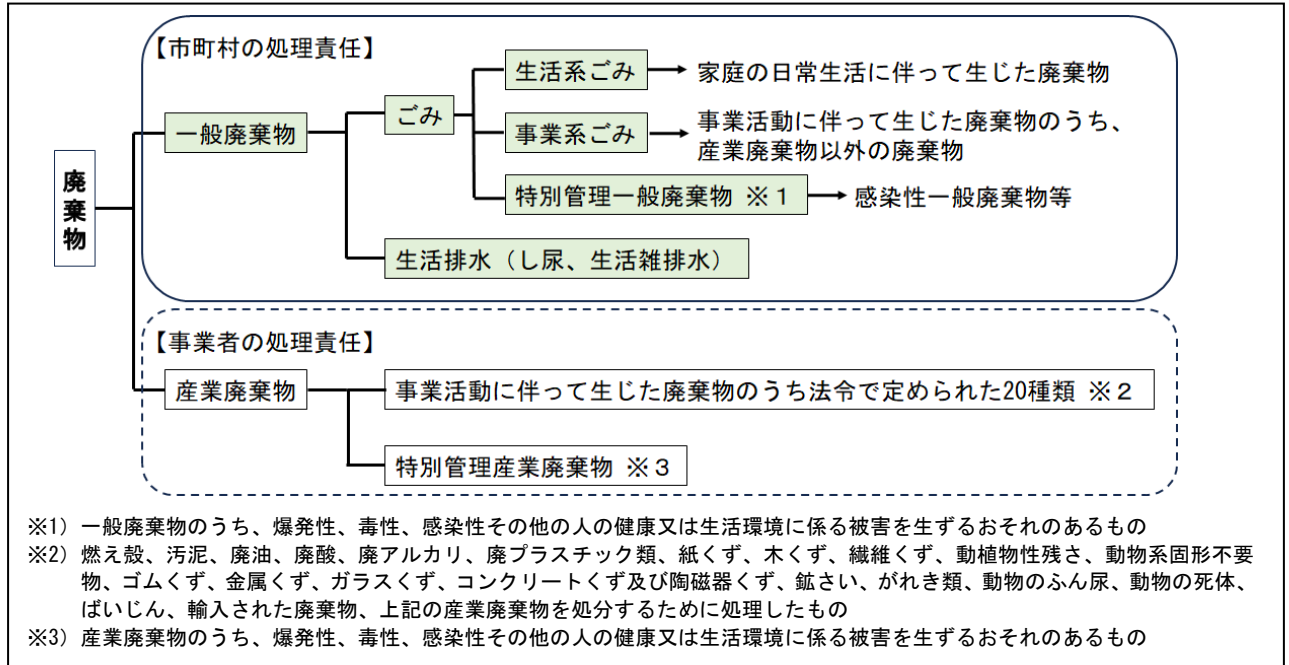 【市町村の処理責任】
生活系ごみ
家庭の日常生活に伴って生じた廃棄物
ごみ
一般廃棄物
事業系ごみ
事業活動に伴って生じた廃棄物のうち、
産業廃棄物以外の廃棄物
廃棄物
特別管理一般廃棄物 ※1
感染性一般廃棄物等
生活排水(し尿、生活雑排水)
【事業者の処理責任】
産業廃棄物
事業活動に伴って生じた廃棄物のうち法令で定められた20種類 ※2
特別管理産業廃棄物 ※3
※1) 一般廃棄物のうち、爆発性、毒性、感染性その他の人の健康又は生活環境に係る被害を生ずるおそれのあるもの
※2) 燃え殻、汚泥、廃油、廃酸、廃アルカリ、廃プラスチック類、紙くず、木くず、繊維くず、動植物性残さ、動物系固形不要
物、ゴムくず、金属くず、ガラスくず、コンクリートくず及び陶磁器くず、鉱さい、がれき類、動物のふん尿、動物の死体、
ばいじん、輸入された廃棄物、上記の産業廃棄物を処分するために処理したもの
※3) 産業廃棄物のうち、爆発性、毒性、感染性その他の人の健康又は生活環境に係る被害を生ずるおそれのあるもの